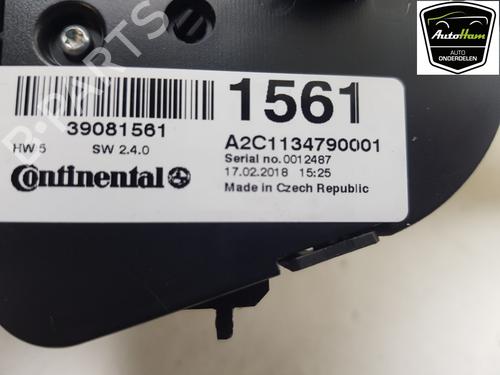 AutoHam
AUTO
ONDERDELEN
B-PARTS
1561
39081561
A2C1134790001
HW 5 SW 2.4.0
Serial no. 0012487
17.02.2018 15:25
Continental
Made in Czech Republic